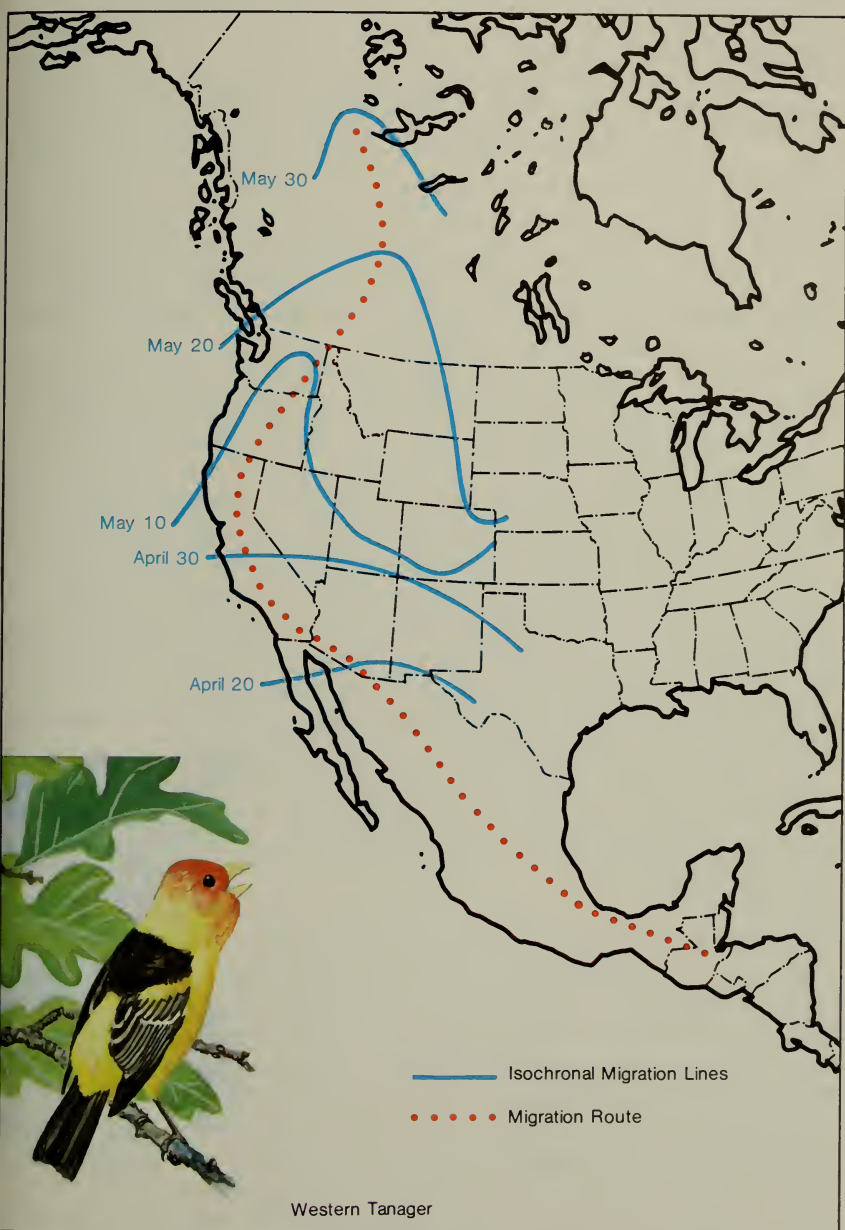 May 30
May 20
May 10
April 30
April 20
Isochronal Migration Lines
Migration Route
Western Tanager